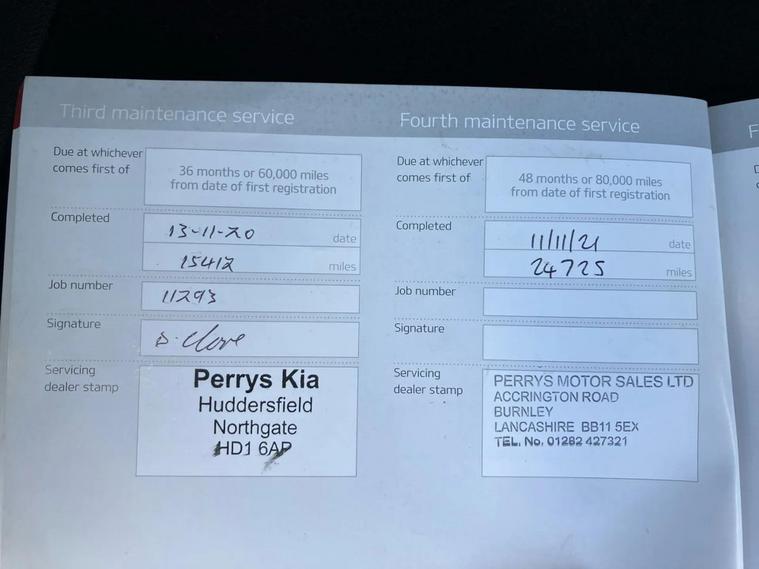 Third maintenance service
Due at whichever
comes first of
36 months or 60,000 miles
from date of first registration
Completed
13-11-20 date
15412 miles
Job number
11293
Signature
D. Clove
Servicing
dealer stamp
Perrys Kia
Huddersfield
Northgate
HD1 6AP
Fourth maintenance service
Due at whichever
comes first of
48 months or 80,000 miles
from date of first registration
Completed
11/11/21 date
24725 miles
Job number
Signature
Servicing
dealer stamp
PERRYS MOTOR SALES LTD
ACCRINGTON ROAD
BURNLEY
LANCASHIRE BB11 5EX
TEL. No. 01282 427321
F